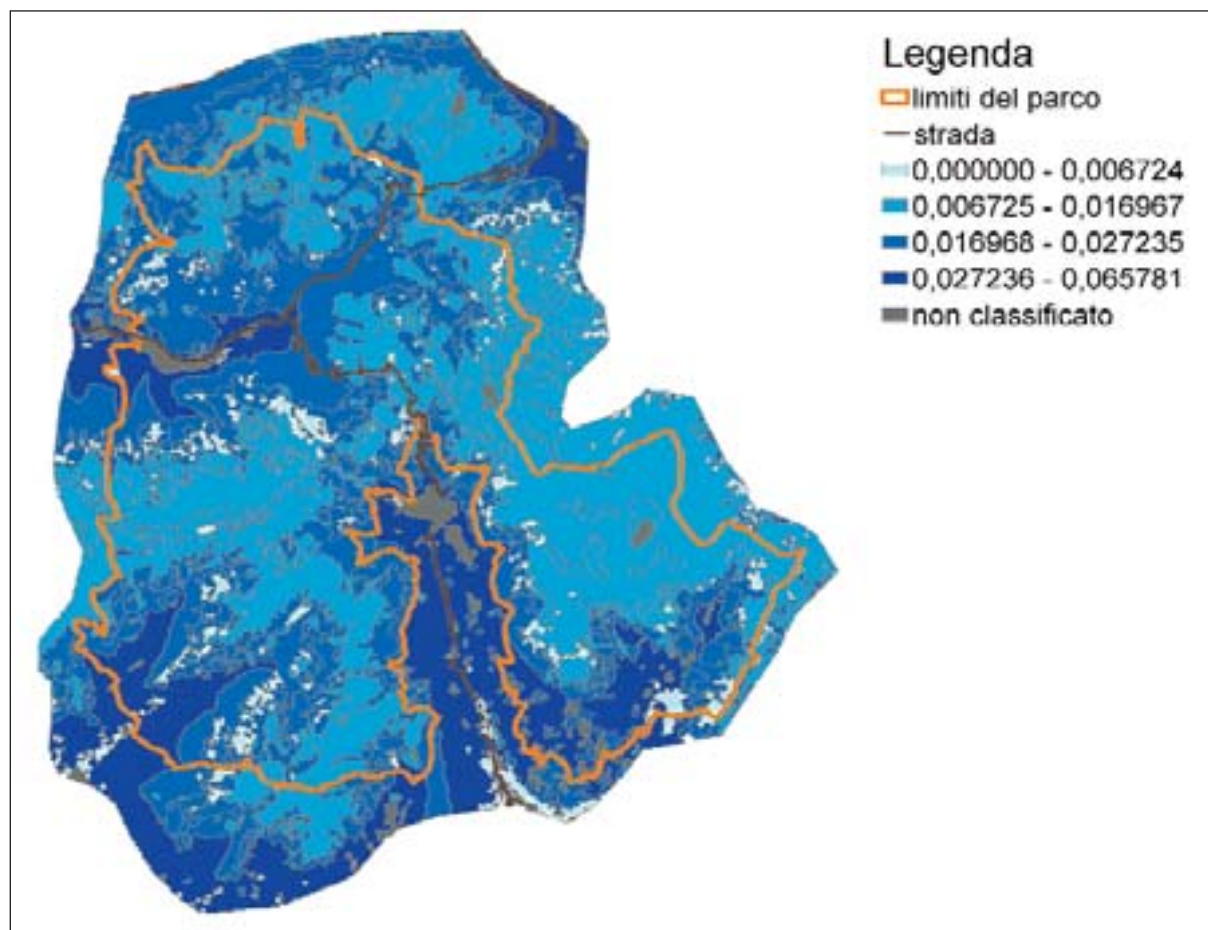 Legenda
limiti del parco
strada
0,000000 - 0,006724
0,006725 - 0,016967
0,016968 - 0,027235
0,027236 - 0,065781
non classificato